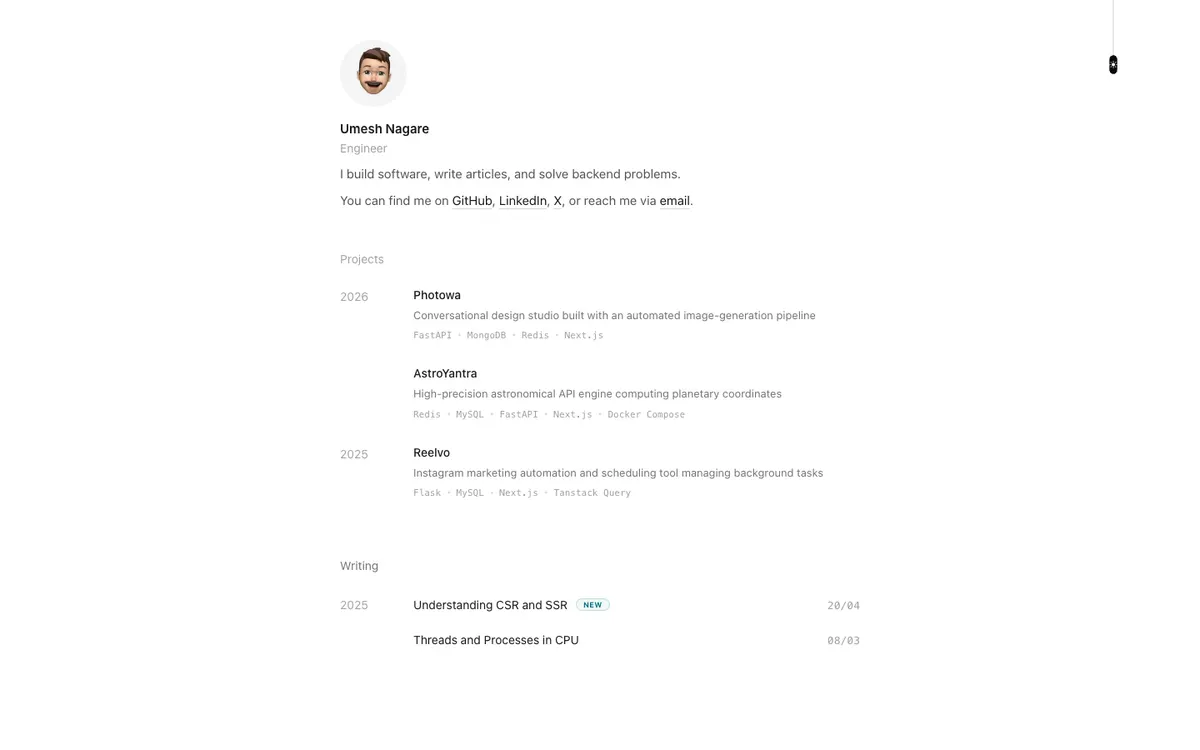 Umesh Nagare
Engineer
I build software, write articles, and solve backend problems.
You can find me on GitHub, LinkedIn, X, or reach me via email.
Projects
2026
Photowa
Conversational design studio built with an automated image-generation pipeline
FastAPI · MongoDB · Redis · Next.js
AstroYantra
High-precision astronomical API engine computing planetary coordinates
Redis · MySQL · FastAPI · Next.js · Docker Compose
2025
Reelvo
Instagram marketing automation and scheduling tool managing background tasks
Flask · MySQL · Next.js · Tanstack Query
Writing
2025 Understanding CSR and SSR NEW 20/04
Threads and Processes in CPU 08/03